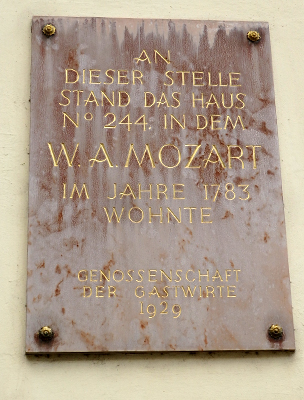 AN
DIESER STELLE
STAND DAS HAUS
No 244. IN DEM
W. A. MOZART
IM JAHRE 1783
WOHNTE
GENOSSENSCHAFT
DER GASTWIRTE
1929